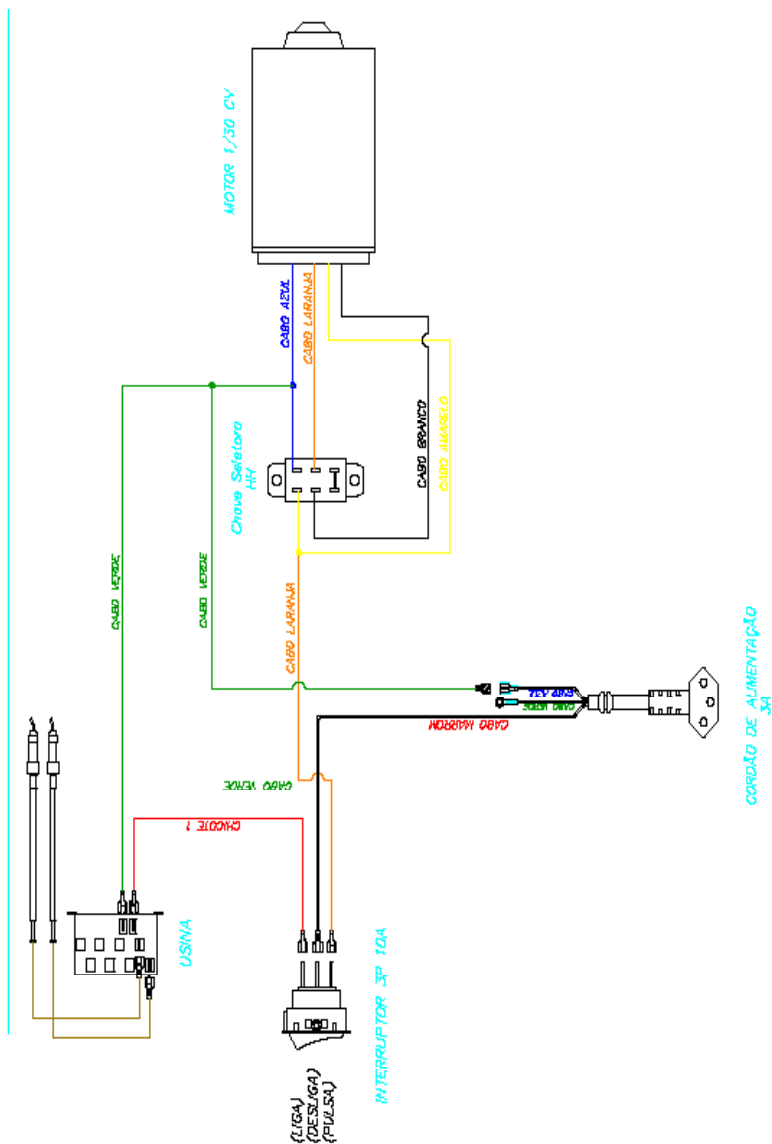 MOTOR 1/30 CV
CABO AZUL
CABO LARANJA
CABO BRANCO
CABO AMARELO
Chave Seletora
HH
CABO VERDE
CABO VERDE
CABO LARANJA
CABO AZUL
CABO VERDE
CABO MARROM
CORDÃO DE ALIMENTAÇÃO
3A
CABO VERDE
CHICOTE 1
USINA
INTERRUPTOR 3P 10A
(LIGA)
(DESLIGA)
(PULSA)